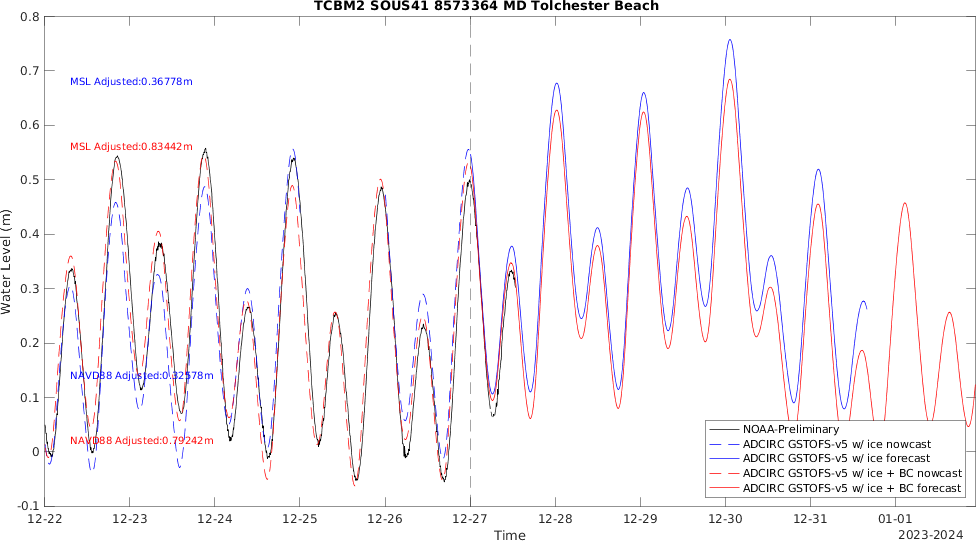 TCBM2 SOUS41 8573364 MD Tolchester Beach
0.8
0.7
0.6
0.5
0.4
0.3
0.2
0.1
0
-0.1
Water Level (m)
MSL Adjusted:0.36778m
MSL Adjusted:0.83442m
NAVD88 Adjusted:0.32578m
NAVD88 Adjusted:0.79242m
NOAA-Preliminary
ADCIRC GSTOFS-v5 w/ ice nowcast
ADCIRC GSTOFS-v5 w/ ice forecast
ADCIRC GSTOFS-v5 w/ ice + BC nowcast
ADCIRC GSTOFS-v5 w/ ice + BC forecast
12-22 12-23 12-24 12-25 12-26 12-27 12-28 12-29 12-30 12-31 01-01
Time
2023-2024